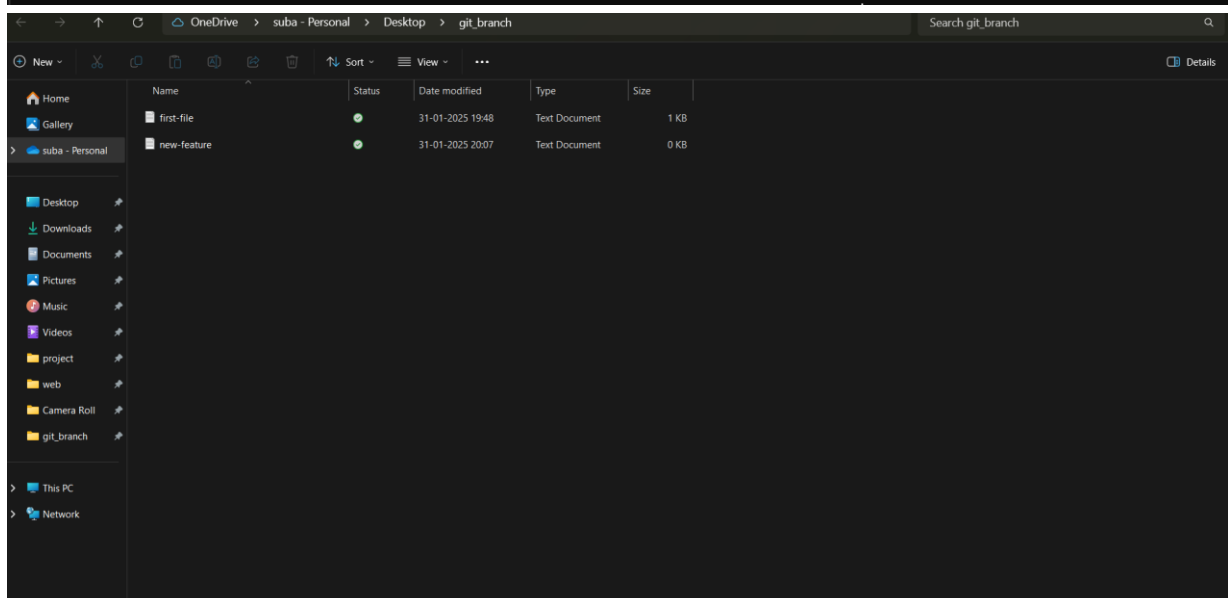 OneDrive > suba - Personal > Desktop > git_branch
Search git_branch
New
Sort
View
...
Details
Name Status Date modified Type Size
first-file 31-01-2025 19:48 Text Document 1 KB
new-feature 31-01-2025 20:07 Text Document 0 KB
Home
Gallery
suba - Personal
Desktop
Downloads
Documents
Pictures
Music
Videos
project
web
Camera Roll
git_branch
This PC
Network